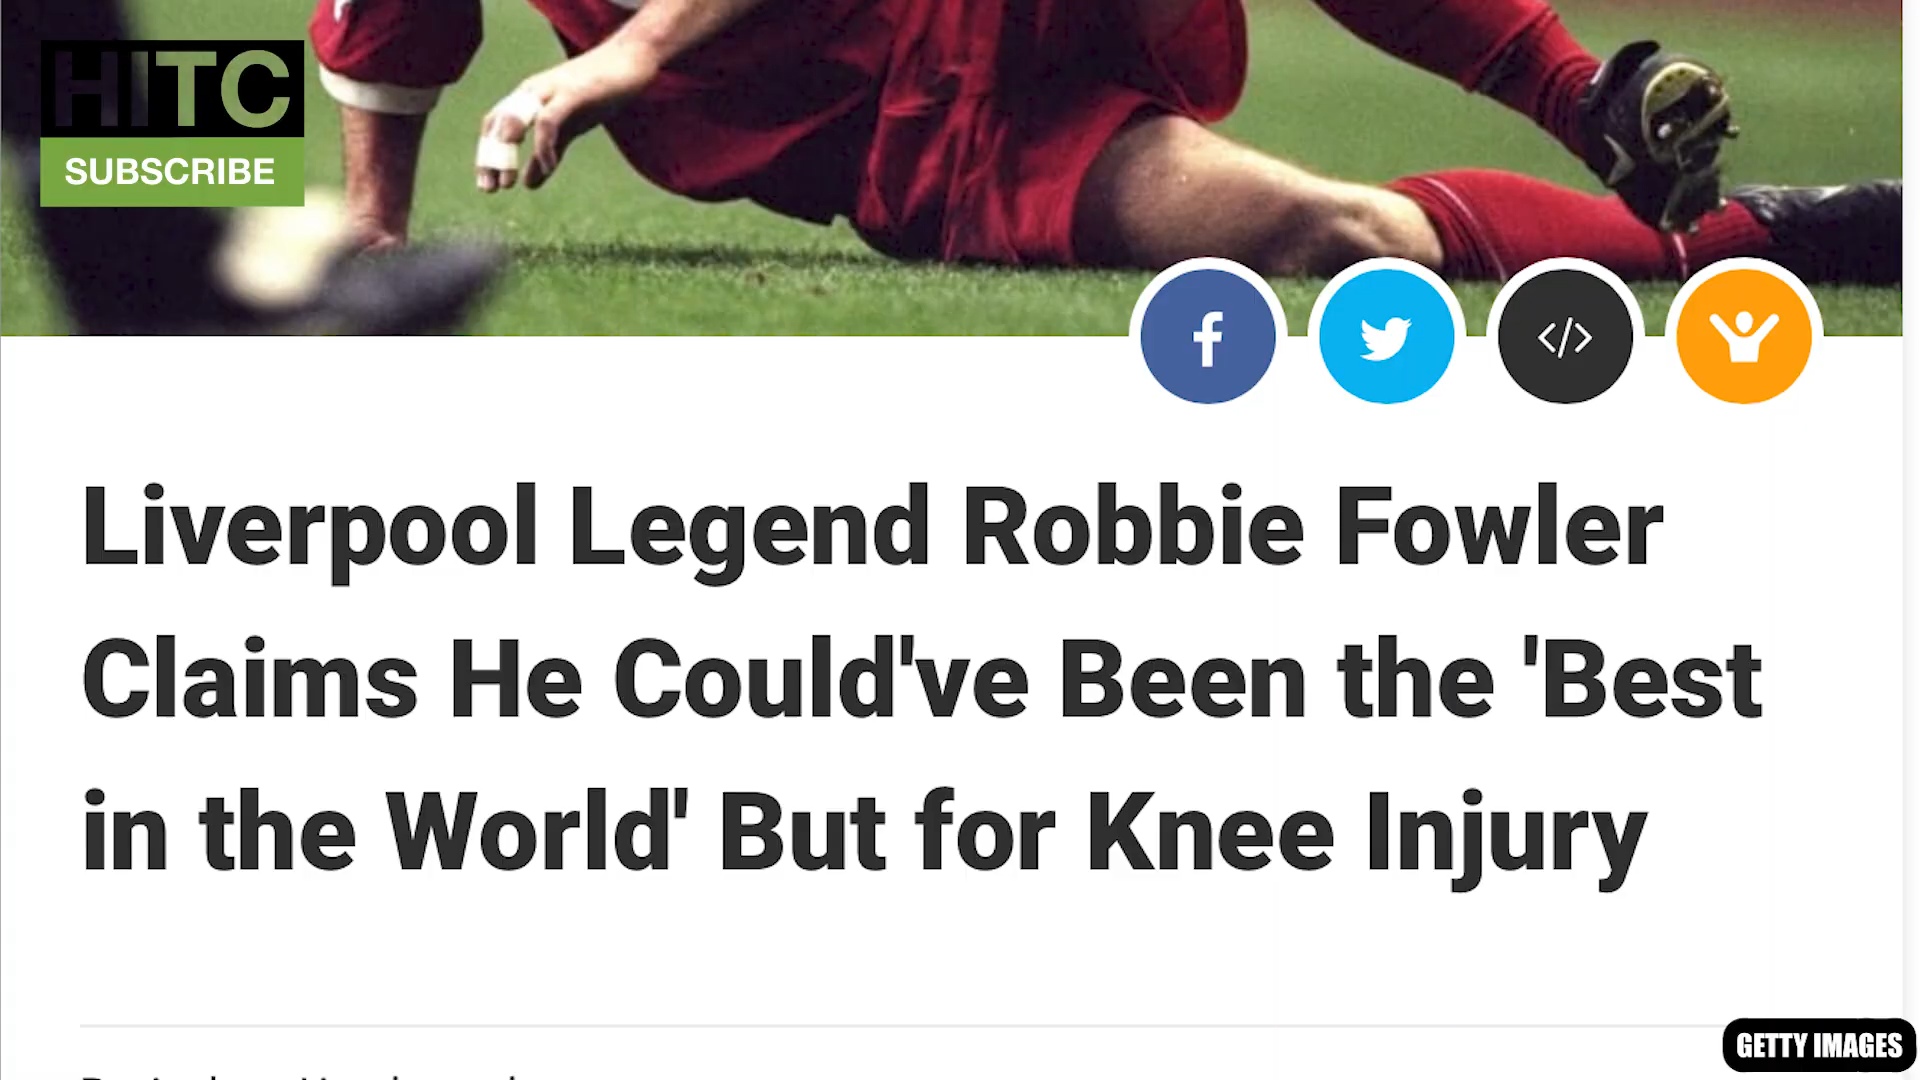 HITC
SUBSCRIBE
Liverpool Legend Robbie Fowler
Claims He Could've Been the 'Best
in the World' But for Knee Injury
GETTY IMAGES